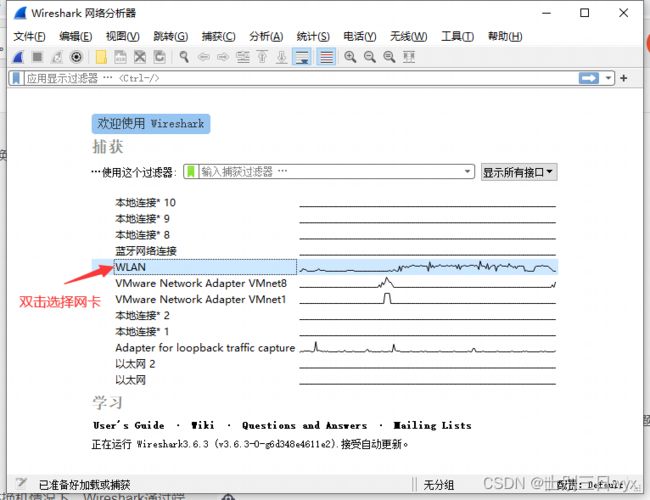 Wireshark 网络分析器
文件(F) 编辑(E) 视图(V) 跳转(G) 捕获(C) 分析(A) 统计(S) 电话(Y) 无线(W) 工具(T) 帮助(H)
应用显示过滤器 … <Ctrl-/>
+
欢迎使用 Wireshark
捕获
…使用这个过滤器: 输入捕获过滤器 … 显示所有接口
本地连接* 10
本地连接* 9
本地连接* 8
蓝牙网络连接
WLAN
双击选择网卡
VMware Network Adapter VMnet8
VMware Network Adapter VMnet1
本地连接* 2
本地连接* 1
Adapter for loopback traffic capture
以太网 2
以太网
学习
User's Guide · Wiki · Questions and Answers · Mailing Lists
正在运行 Wireshark3.6.3 (v3.6.3-0-g6d348e4611e2).接受自动更新。
已准备好加载或捕获 无分组 配置: Default